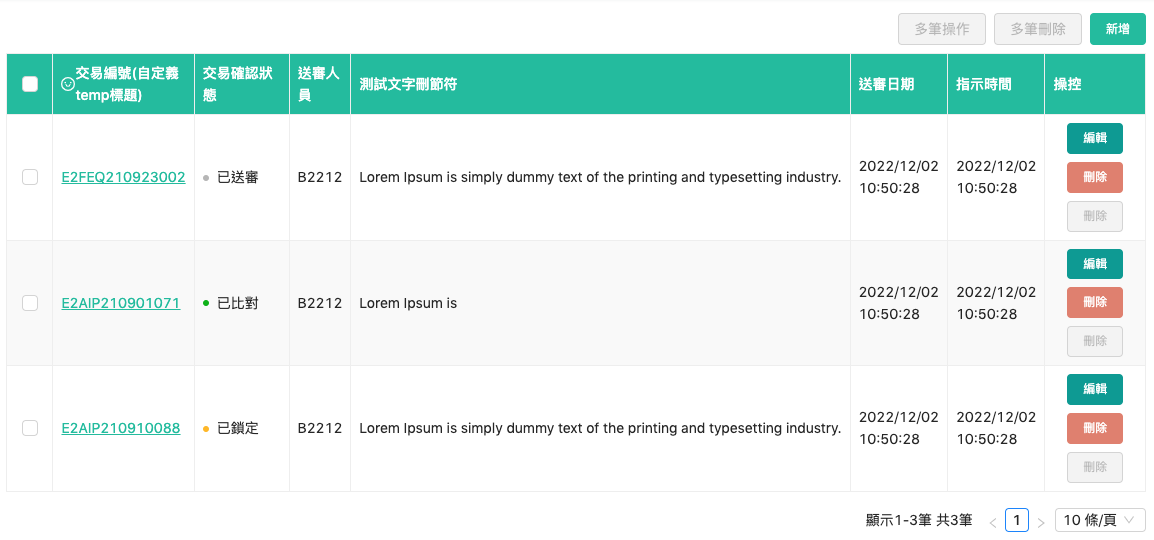 多筆操作 多筆刪除 新增
交易編號(自定義 交易確認狀 送審人 測試文字刪節符 送審日期 指示時間 操控
temp標題) 態 員
編輯
E2FEQ210923002 已送審 B2212 Lorem Ipsum is simply dummy text of the printing and typesetting industry. 2022/12/02 2022/12/02 刪除
10:50:28 10:50:28
刪除
編輯
E2AIP210901071 已比對 B2212 Lorem Ipsum is 2022/12/02 2022/12/02 刪除
10:50:28 10:50:28
刪除
編輯
E2AIP210910088 已鎖定 B2212 Lorem Ipsum is simply dummy text of the printing and typesetting industry. 2022/12/02 2022/12/02 刪除
10:50:28 10:50:28
刪除
顯示1-3筆 共3筆 < 1 > 10 條/頁